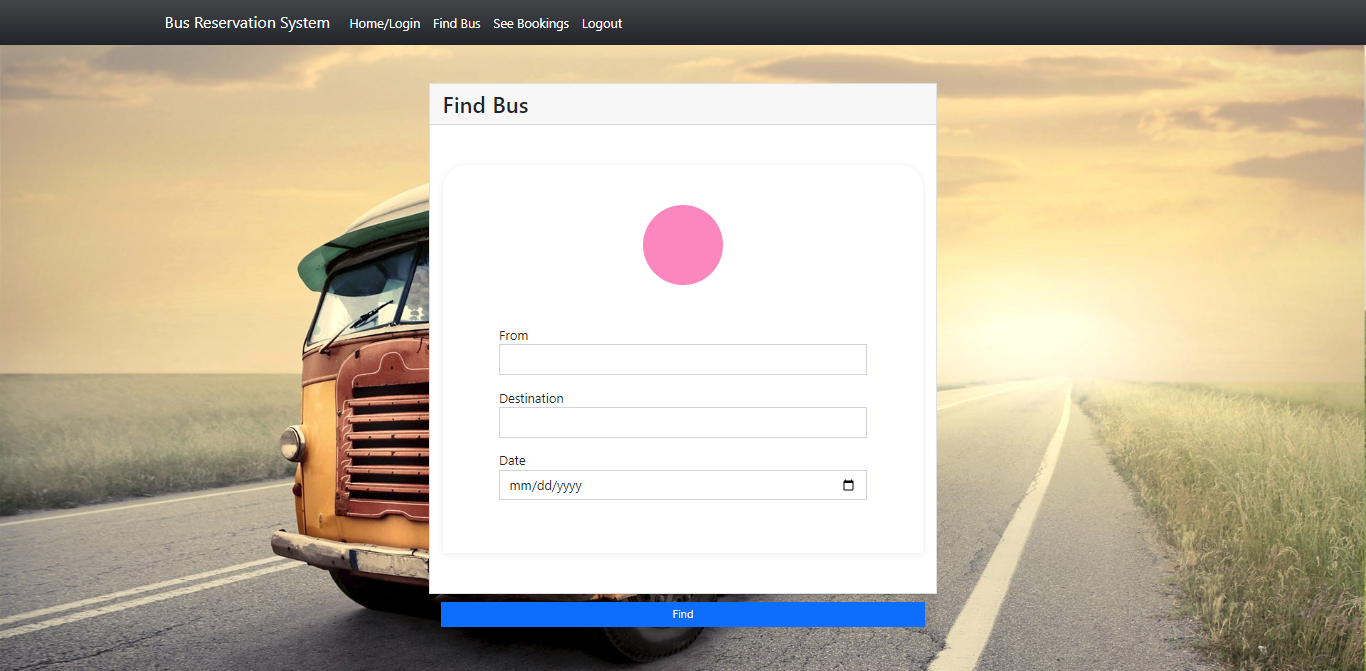 Bus Reservation System Home/Login Find Bus See Bookings Logout
Find Bus
From
Destination
Date
mm/dd/yyyy
Find